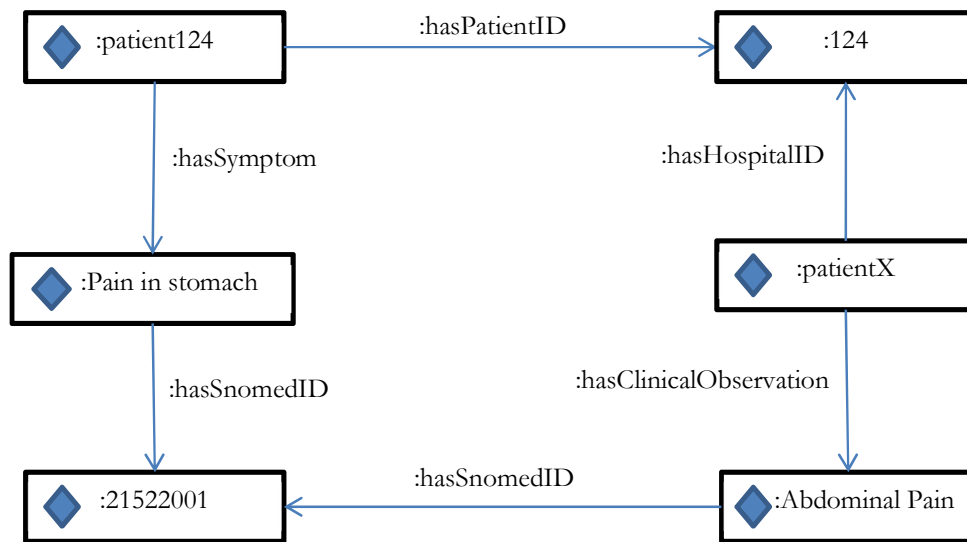 :hasPatientID
:patient124
:124
:hasSymptom
:hasHospitalID
:Pain in stomach
:patientX
:hasSnomedID
:hasClinicalObservation
:hasSnomedID
:21522001
:Abdominal Pain